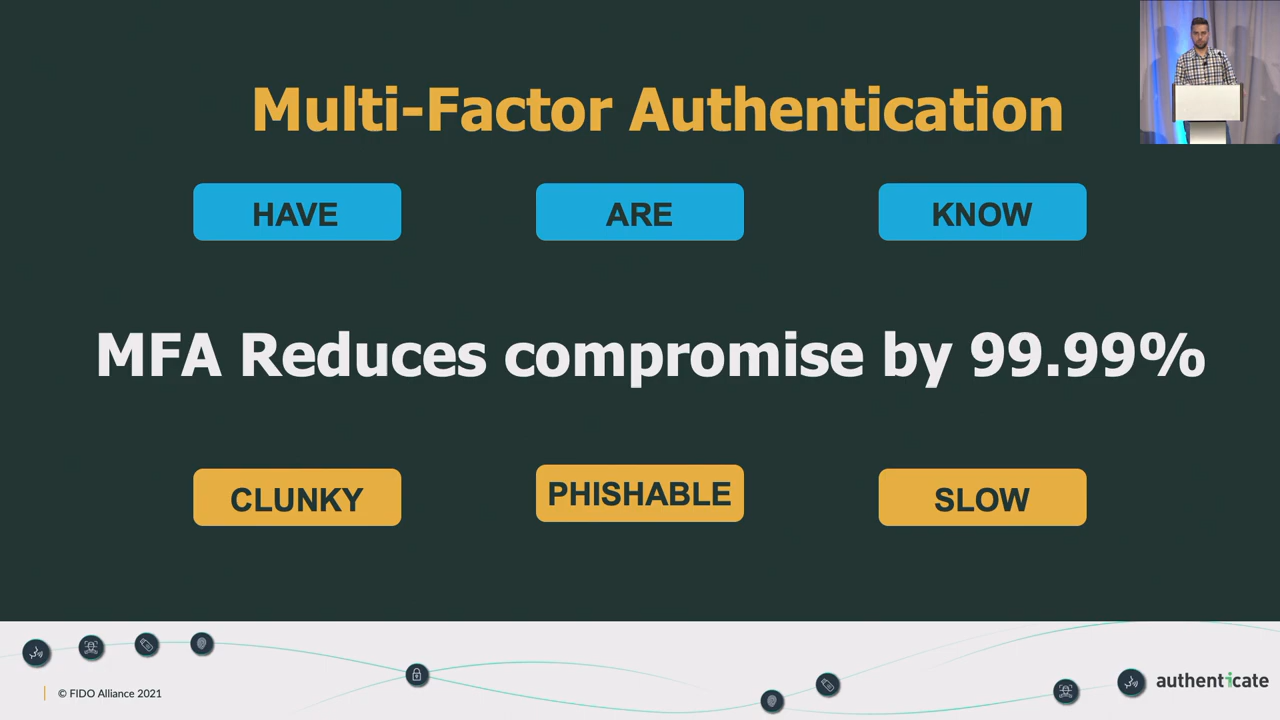 Multi-Factor Authentication
HAVE
ARE
KNOW
MFA Reduces compromise by 99.99%
CLUNKY
PHISHABLE
SLOW
© FIDO Alliance 2021
authenticate